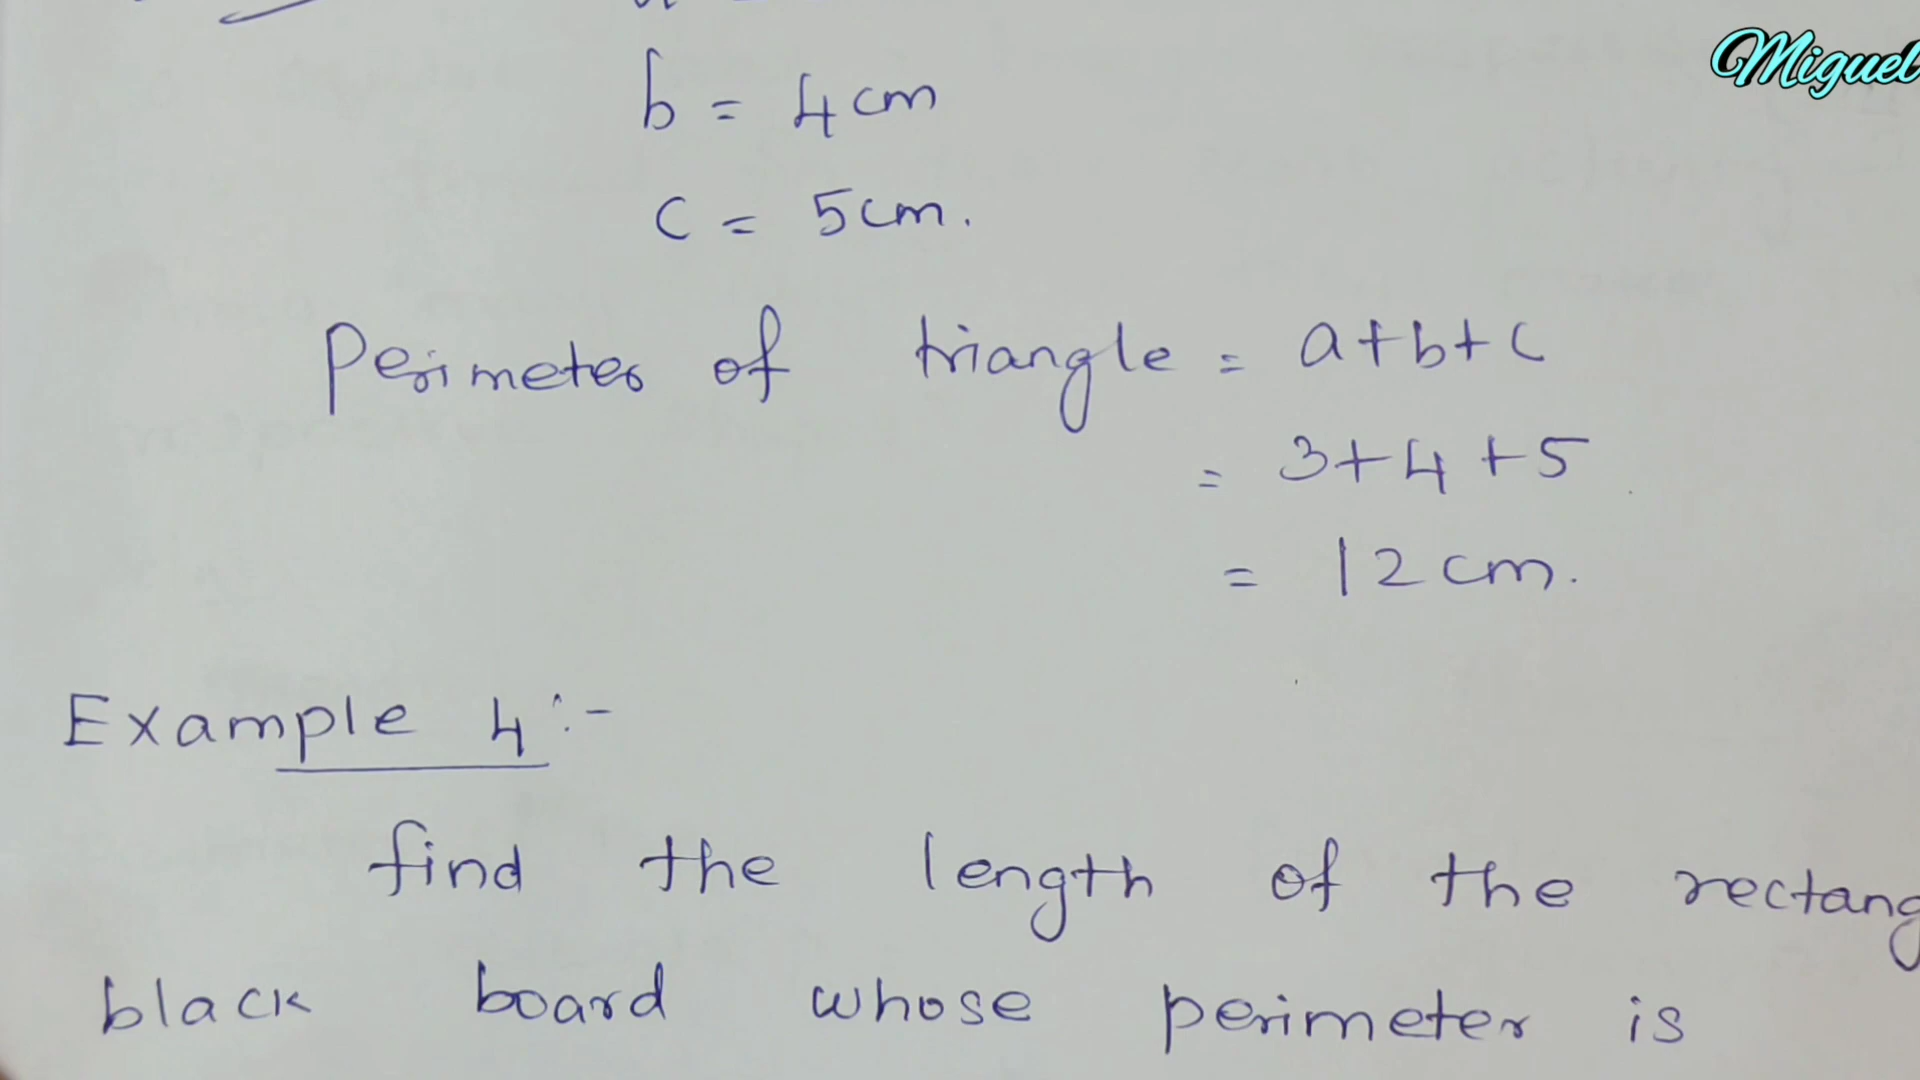 Miguel
b = 4 cm
c = 5 cm.
Perimeter of triangle = a+b+c
= 3+4+5
= 12 cm.
Example 4 :-
find the length of the rectang
black board whose perimeter is